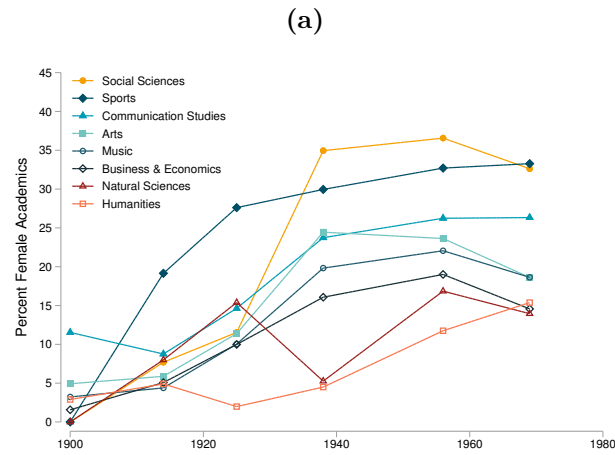 (a)
45
40
35
30
25
20
15
10
5
0
Percent Female Academics
Social Sciences
Sports
Communication Studies
Arts
Music
Business & Economics
Natural Sciences
Humanities
1900 1920 1940 1960 1980